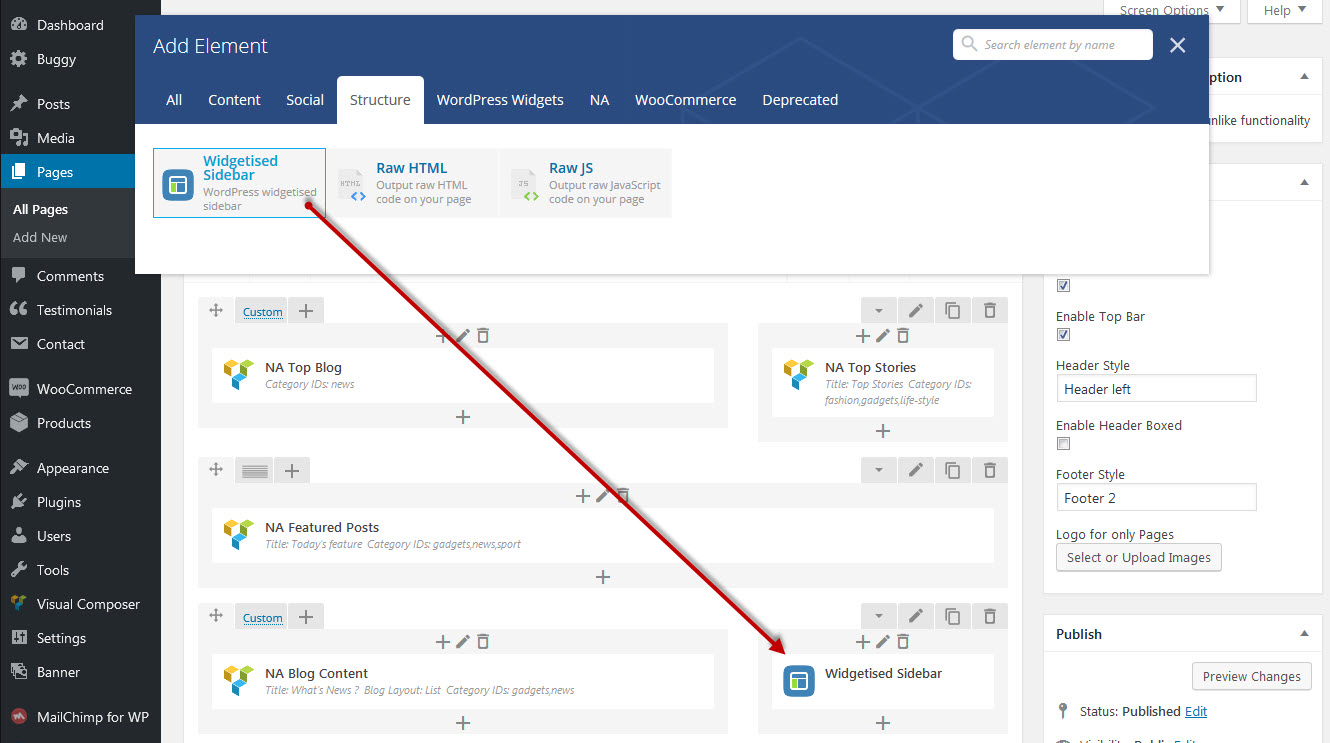 Dashboard
Buggy
Posts
Media
Pages
All Pages
Add New
Comments
Testimonials
Contact
WOO
WooCommerce
Products
Appearance
Plugins
Users
Tools
Visual Composer
Settings
Banner
MailChimp for WP
Screen Options
Help
Add Element
Search element by name
All
Content
Social
Structure
WordPress Widgets
NA
WooCommerce
Deprecated
Widgetised
Sidebar
WordPress widgetised
sidebar
HTML
Raw HTML
Output raw HTML
code on your page
JS
Raw JS
Output raw JavaScript
code on your page
Custom
NA Top Blog
Category IDs: news
NA Top Stories
Title: Top Stories Category IDs:
fashion,gadgets,life-style
NA Featured Posts
Title: Today's feature Category IDs: gadgets,news,sport
Custom
NA Blog Content
Title: What's News ? Blog Layout: List Category IDs: gadgets,news
Widgetised Sidebar
ption
nlike functionality
Enable Top Bar
Header Style
Header left
Enable Header Boxed
Footer Style
Footer 2
Logo for only Pages
Select or Upload Images
Publish
Preview Changes
Status: Published Edit